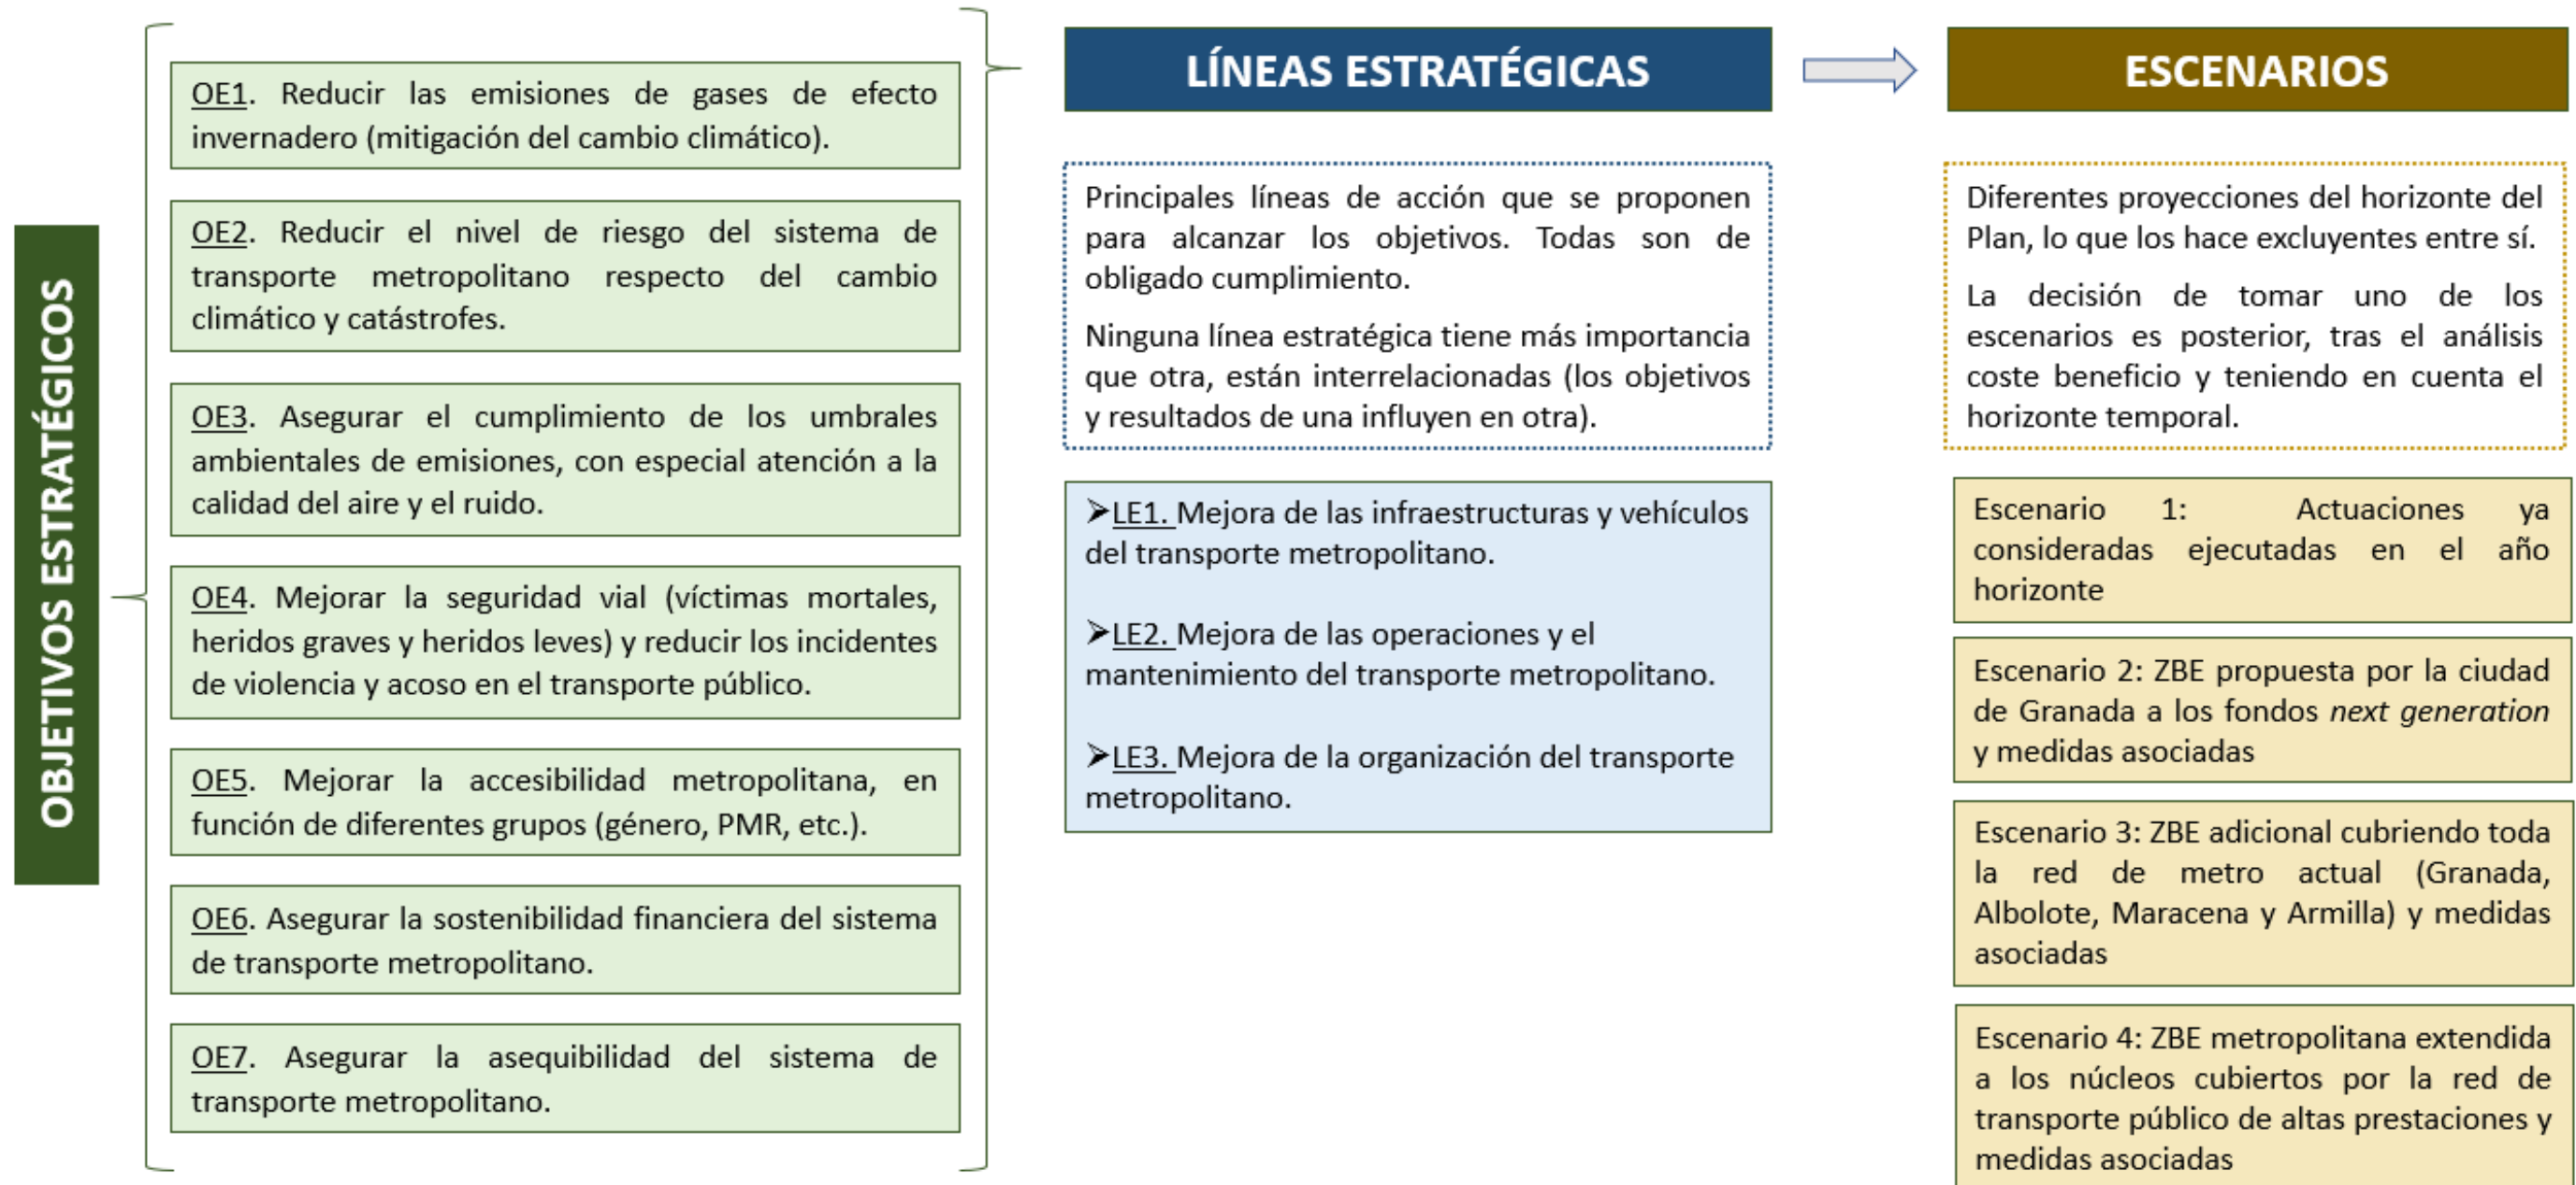 OBJETIVOS ESTRATÉGICOS
OE1. Reducir las emisiones de gases de efecto
invernadero (mitigación del cambio climático).
OE2. Reducir el nivel de riesgo del sistema de
transporte metropolitano respecto del cambio
climático y catástrofes.
OE3. Asegurar el cumplimiento de los umbrales
ambientales de emisiones, con especial atención a la
calidad del aire y el ruido.
OE4. Mejorar la seguridad vial (víctimas mortales,
heridos graves y heridos leves) y reducir los incidentes
de violencia y acoso en el transporte público.
OE5. Mejorar la accesibilidad metropolitana, en
función de diferentes grupos (género, PMR, etc.).
OE6. Asegurar la sostenibilidad financiera del sistema
de transporte metropolitano.
OE7. Asegurar la asequibilidad del sistema de
transporte metropolitano.
LÍNEAS ESTRATÉGICAS
Principales líneas de acción que se proponen
para alcanzar los objetivos. Todas son de
obligado cumplimiento.
Ninguna línea estratégica tiene más importancia
que otra, están interrelacionadas (los objetivos
y resultados de una influyen en otra).
➢LE1. Mejora de las infraestructuras y vehículos
del transporte metropolitano.
➢LE2. Mejora de las operaciones y el
mantenimiento del transporte metropolitano.
➢LE3. Mejora de la organización del transporte
metropolitano.
ESCENARIOS
Diferentes proyecciones del horizonte del
Plan, lo que los hace excluyentes entre sí.
La decisión de tomar uno de los
escenarios es posterior, tras el análisis
coste beneficio y teniendo en cuenta el
horizonte temporal.
Escenario 1: Actuaciones ya
consideradas ejecutadas en el año
horizonte
Escenario 2: ZBE propuesta por la ciudad
de Granada a los fondos next generation
y medidas asociadas
Escenario 3: ZBE adicional cubriendo toda
la red de metro actual (Granada,
Albolote, Maracena y Armilla) y medidas
asociadas
Escenario 4: ZBE metropolitana extendida
a los núcleos cubiertos por la red de
transporte público de altas prestaciones y
medidas asociadas